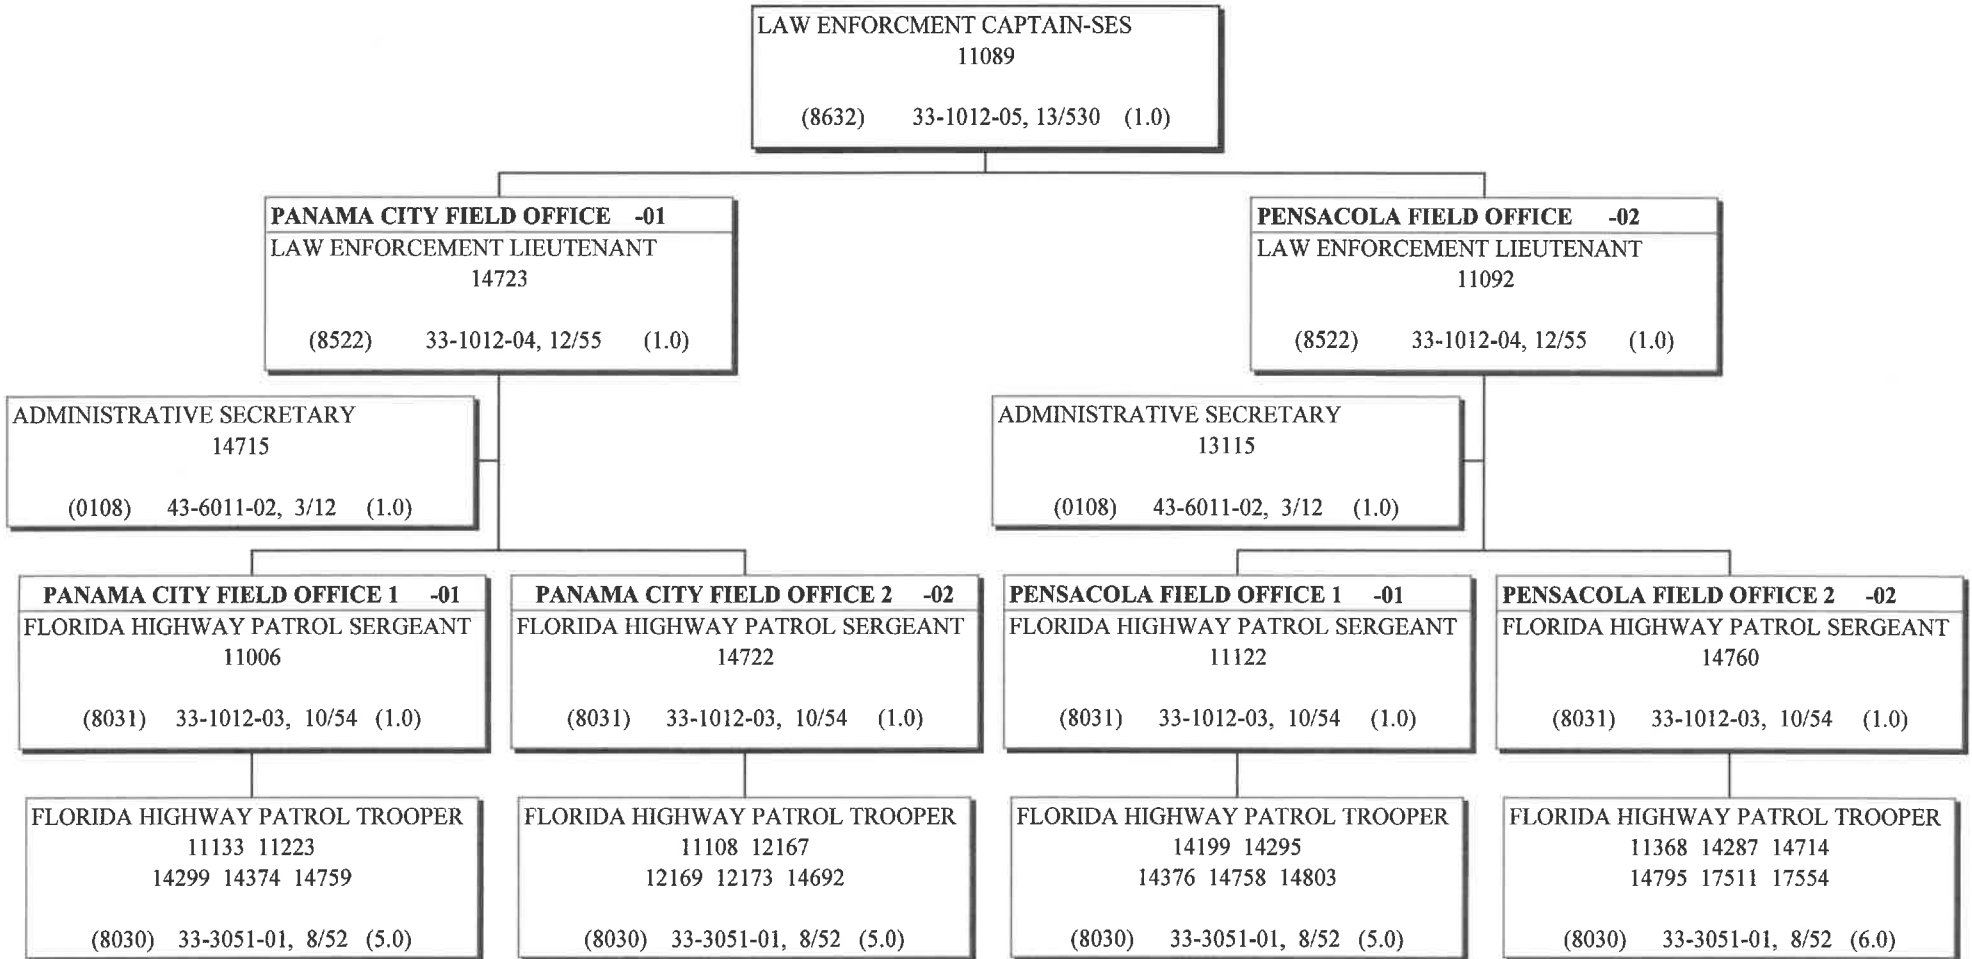 LAW ENFORCMENT CAPTAIN-SES
11089
(8632) 33-1012-05, 13/530 (1.0)
PANAMA CITY FIELD OFFICE -01
LAW ENFORCEMENT LIEUTENANT
14723
(8522) 33-1012-04, 12/55 (1.0)
PENSACOLA FIELD OFFICE -02
LAW ENFORCEMENT LIEUTENANT
11092
(8522) 33-1012-04, 12/55 (1.0)
ADMINISTRATIVE SECRETARY
14715
(0108) 43-6011-02, 3/12 (1.0)
ADMINISTRATIVE SECRETARY
13115
(0108) 43-6011-02, 3/12 (1.0)
PANAMA CITY FIELD OFFICE 1 -01
FLORIDA HIGHWAY PATROL SERGEANT
11006
(8031) 33-1012-03, 10/54 (1.0)
PANAMA CITY FIELD OFFICE 2 -02
FLORIDA HIGHWAY PATROL SERGEANT
14722
(8031) 33-1012-03, 10/54 (1.0)
PENSACOLA FIELD OFFICE 1 -01
FLORIDA HIGHWAY PATROL SERGEANT
11122
(8031) 33-1012-03, 10/54 (1.0)
PENSACOLA FIELD OFFICE 2 -02
FLORIDA HIGHWAY PATROL SERGEANT
14760
(8031) 33-1012-03, 10/54 (1.0)
FLORIDA HIGHWAY PATROL TROOPER
11133 11223
14299 14374 14759
(8030) 33-3051-01, 8/52 (5.0)
FLORIDA HIGHWAY PATROL TROOPER
11108 12167
12169 12173 14692
(8030) 33-3051-01, 8/52 (5.0)
FLORIDA HIGHWAY PATROL TROOPER
14199 14295
14376 14758 14803
(8030) 33-3051-01, 8/52 (5.0)
FLORIDA HIGHWAY PATROL TROOPER
11368 14287 14714
14795 17511 17554
(8030) 33-3051-01, 8/52 (6.0)